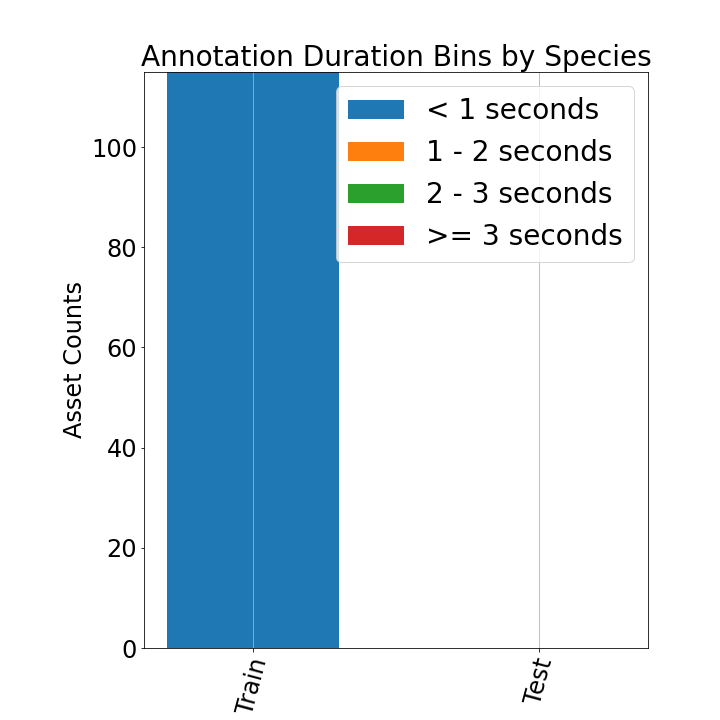 Annotation Duration Bins by Species
< 1 seconds
1 - 2 seconds
2 - 3 seconds
>= 3 seconds
Asset Counts
100
80
60
40
20
0
Train
Test